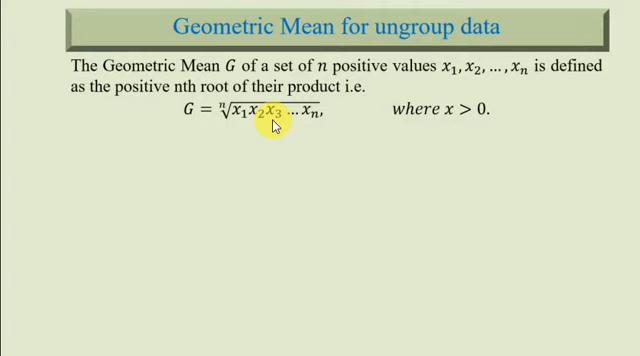 Geometric Mean for ungroup data
The Geometric Mean G of a set of n positive values x₁, x₂, …, xₙ is defined
as the positive nth root of their product i.e.
G = ⁿ√(x₁x₂x₃ … xₙ), where x > 0.